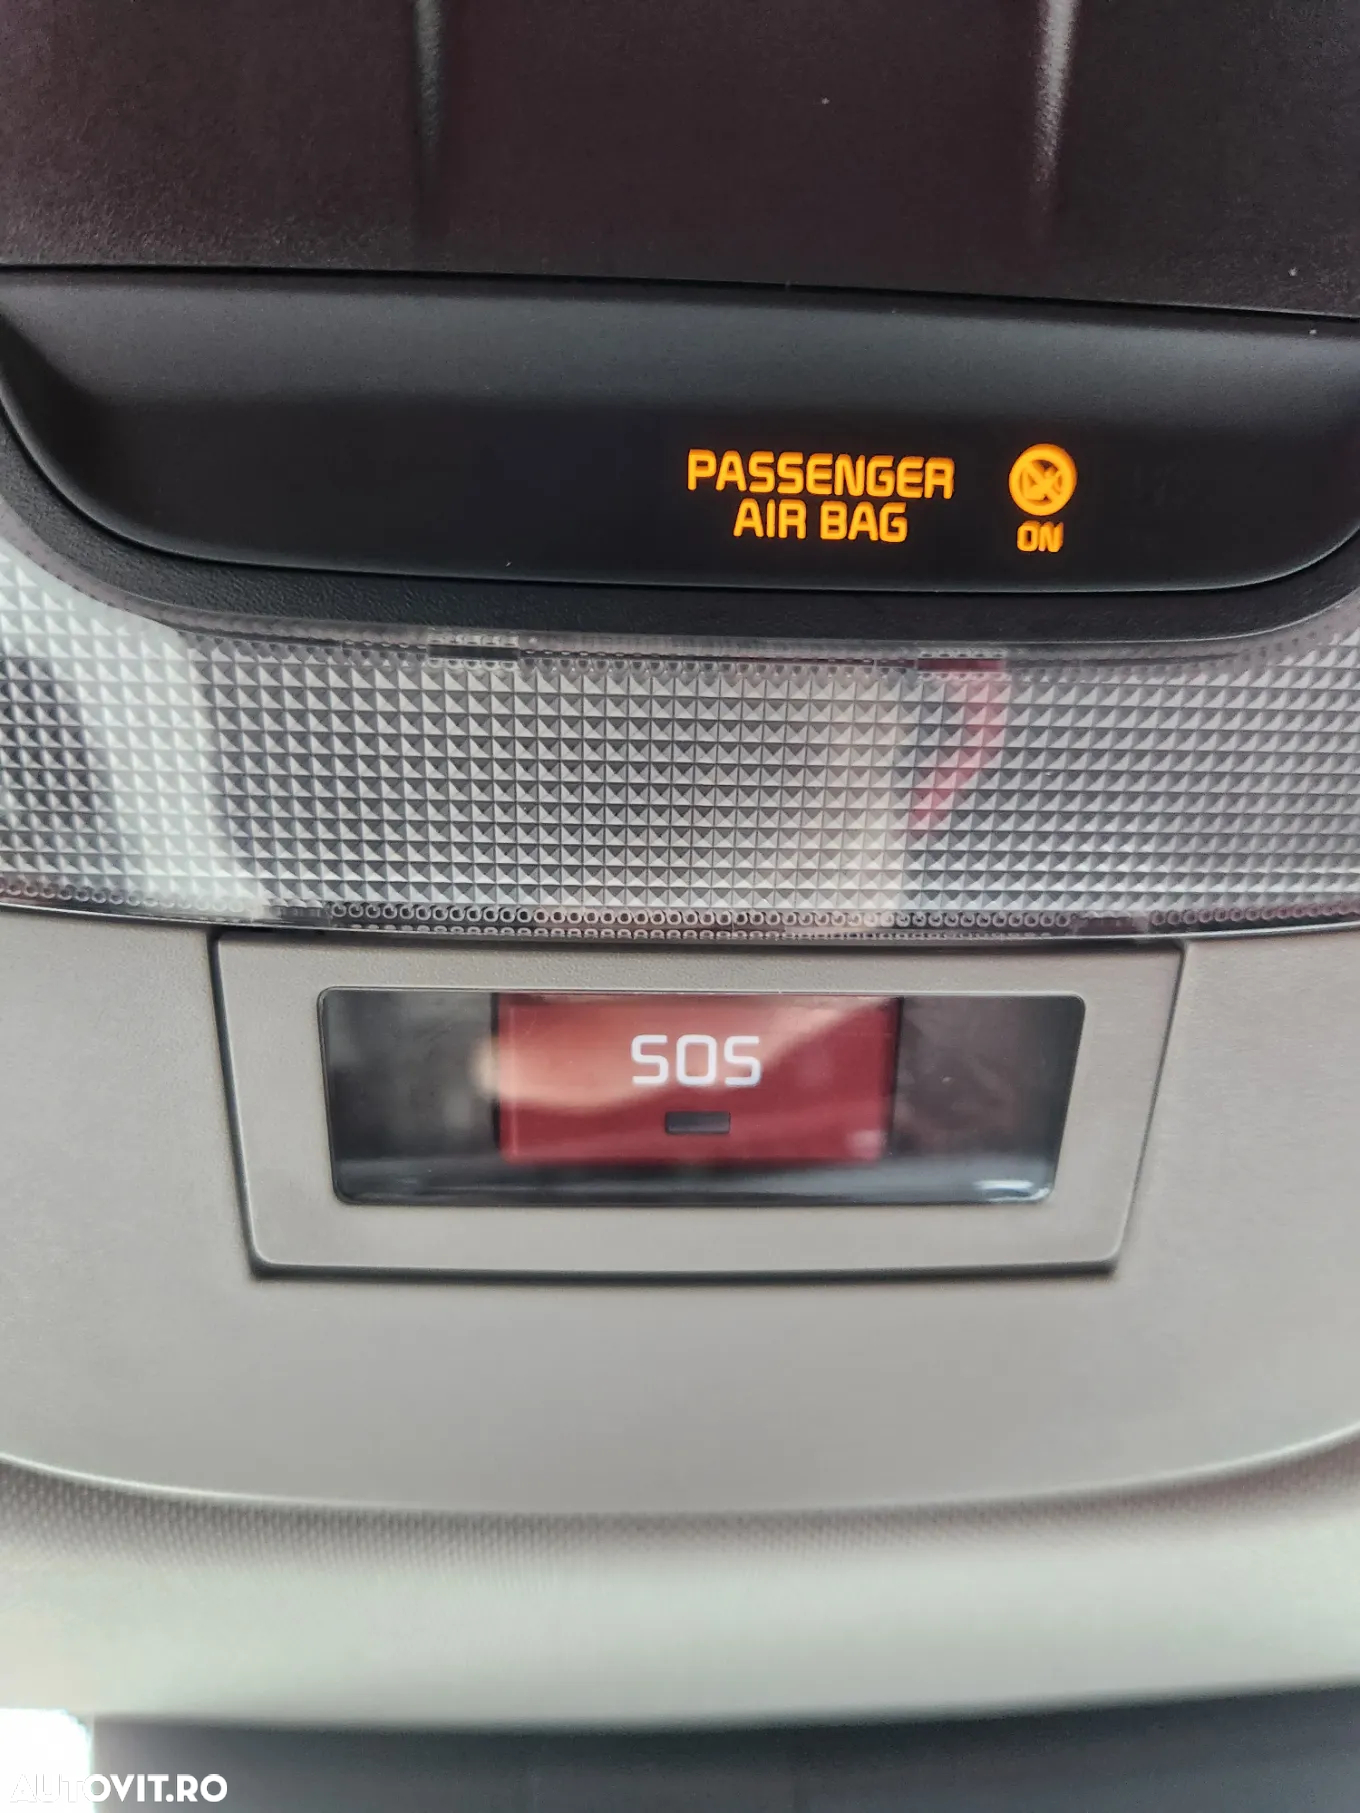 PASSENGER
AIR BAG
ON
SOS
AUTOVIT.RO